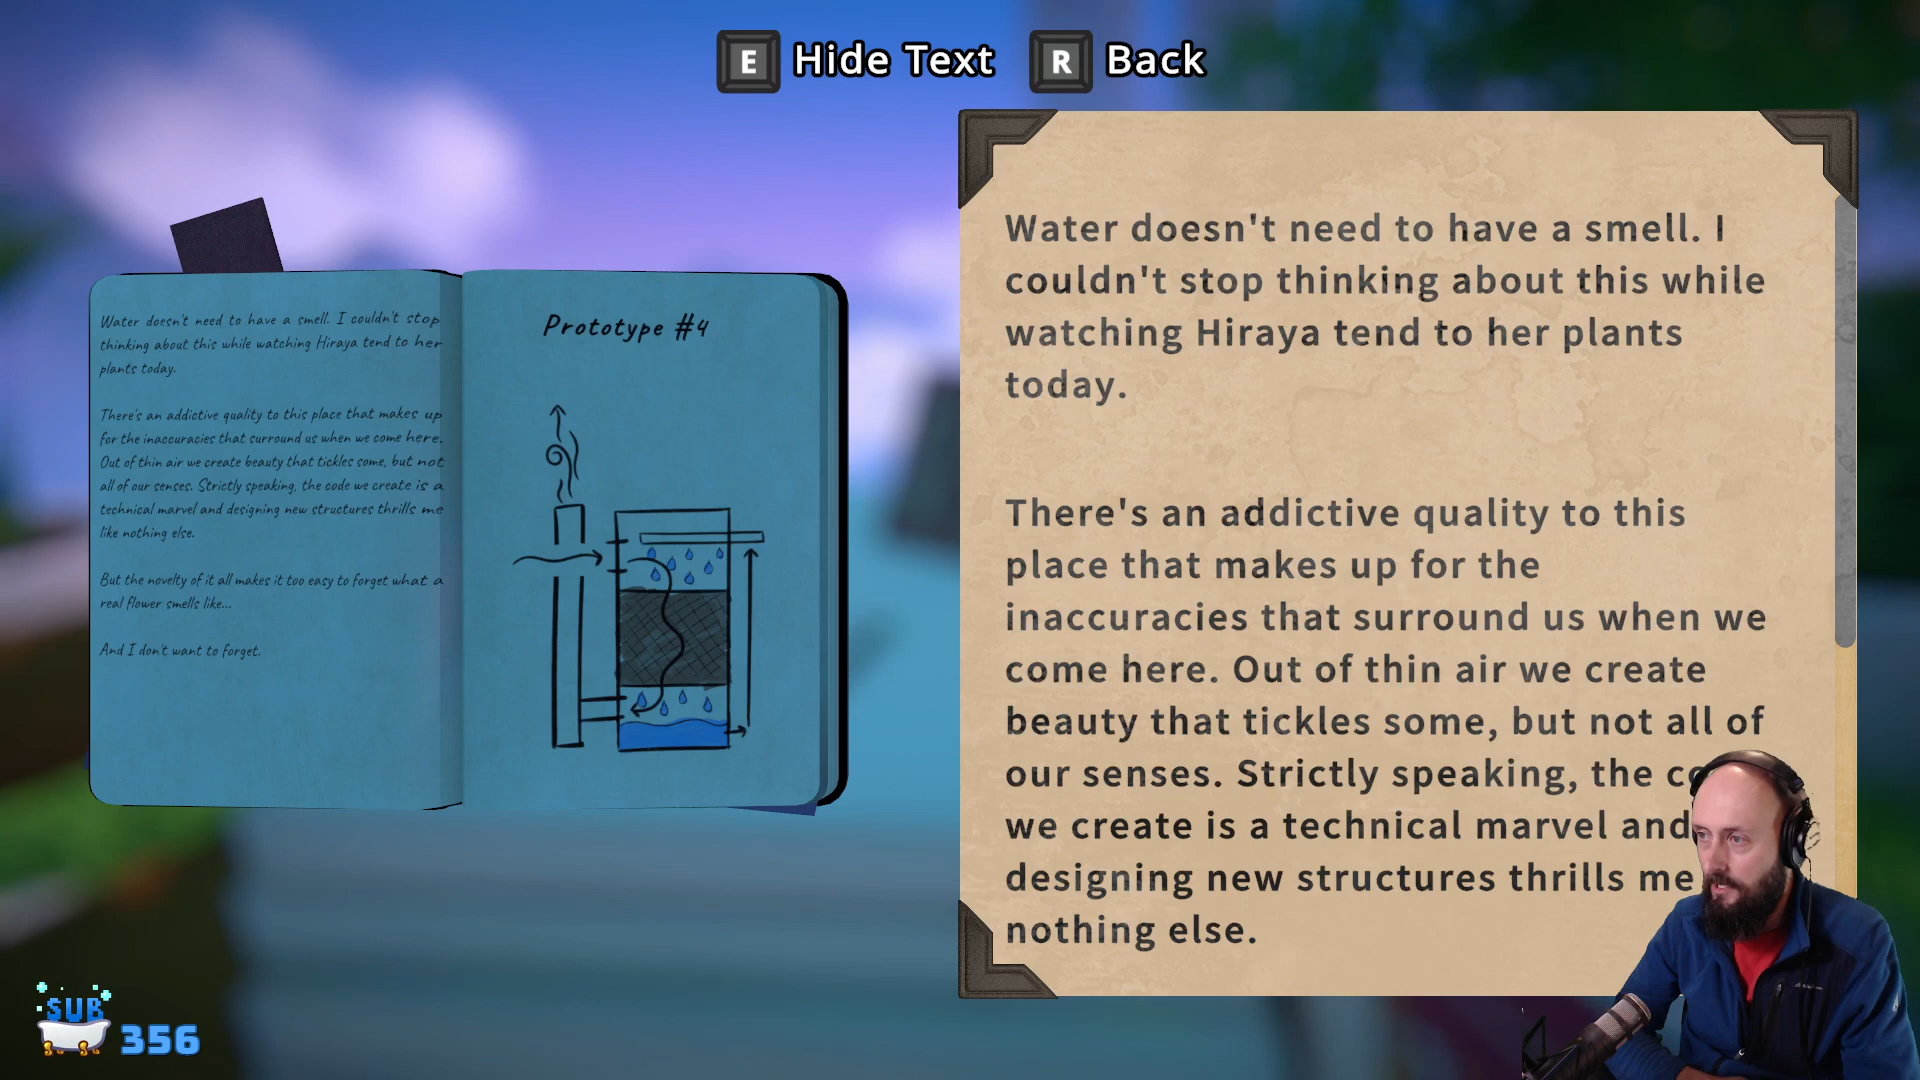 E Hide Text R Back
Water doesn't need to have a smell. I couldn't stop
thinking about this while watching Hiraya tend to her
plants today.
There's an addictive quality to this place that makes up
for the inaccuracies that surround us when we come here.
Out of thin air we create beauty that tickles some, but not
all of our senses. Strictly speaking, the code we create is a
technical marvel and designing new structures thrills me
like nothing else.
But the novelty of it all makes it too easy to forget what a
real flower smells like...
And I don't want to forget.
Prototype #4
Water doesn't need to have a smell. I
couldn't stop thinking about this while
watching Hiraya tend to her plants
today.
There's an addictive quality to this
place that makes up for the
inaccuracies that surround us when we
come here. Out of thin air we create
beauty that tickles some, but not all of
our senses. Strictly speaking, the
we create is a technical marvel and
designing new structures thrills me
nothing else.
SUB
356